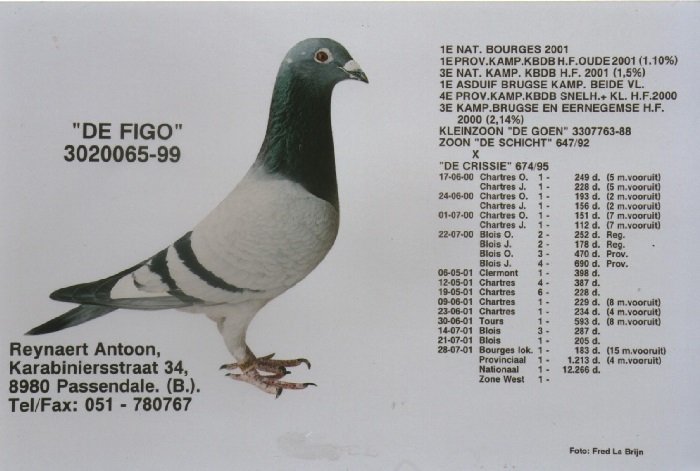 "DE FIGO"
3020065-99
Reynaert Antoon,
Karabiniersstraat 34,
8980 Passendale. (B.).
Tel/Fax: 051 - 780767
1E NAT. BOURGES 2001
1E PROV.KAMP.KBDB H.F.OUDE 2001 (1.10%)
3E NAT. KAMP. KBDB H.F. 2001 (1,5%)
1E ASDUIF BRUGSE KAMP. BEIDE VL.
4E PROV.KAMP.KBDB SNELH.+ KL. H.F.2000
3E KAMP.BRUGSE EN EERNEGEMSE H.F.
2000 (2,14%)
KLEINZOON "DE GOEN" 3307763-88
ZOON "DE SCHICHT" 647/92
X
"DE CRISSIE" 674/95
17-06-00 Chartres O. 1 - 249 d. (5 m.vooruit)
Chartres J. 1 - 228 d. (5 m.vooruit)
24-06-00 Chartres O. 1 - 193 d. (2 m.vooruit)
Chartres J. 1 - 156 d. (2 m.vooruit)
01-07-00 Chartres O. 1 - 151 d. (7 m.vooruit)
Chartres J. 1 - 112 d. (7 m.vooruit)
22-07-00 Blois O. 2 - 252 d. Reg.
Blois J. 2 - 178 d. Reg.
Blois O. 3 - 470 d. Prov.
Blois J. 4 - 690 d. Prov.
06-05-01 Clermont 1 - 398 d.
12-05-01 Chartres 4 - 387 d.
19-05-01 Chartres 6 - 228 d.
09-06-01 Chartres 1 - 229 d. (8 m.vooruit)
23-06-01 Chartres 1 - 234 d. (4 m.vooruit)
30-06-01 Tours 1 - 593 d. (8 m.vooruit)
14-07-01 Blois 3 - 287 d.
21-07-01 Blois 1 - 205 d.
28-07-01 Bourges lok. 1 - 183 d. (15 m.vooruit)
Provinciaal 1 - 1.213 d. (4 m.vooruit)
Nationaal 1 - 12.266 d.
Zone West 1 -
Foto: Fred La Brijn